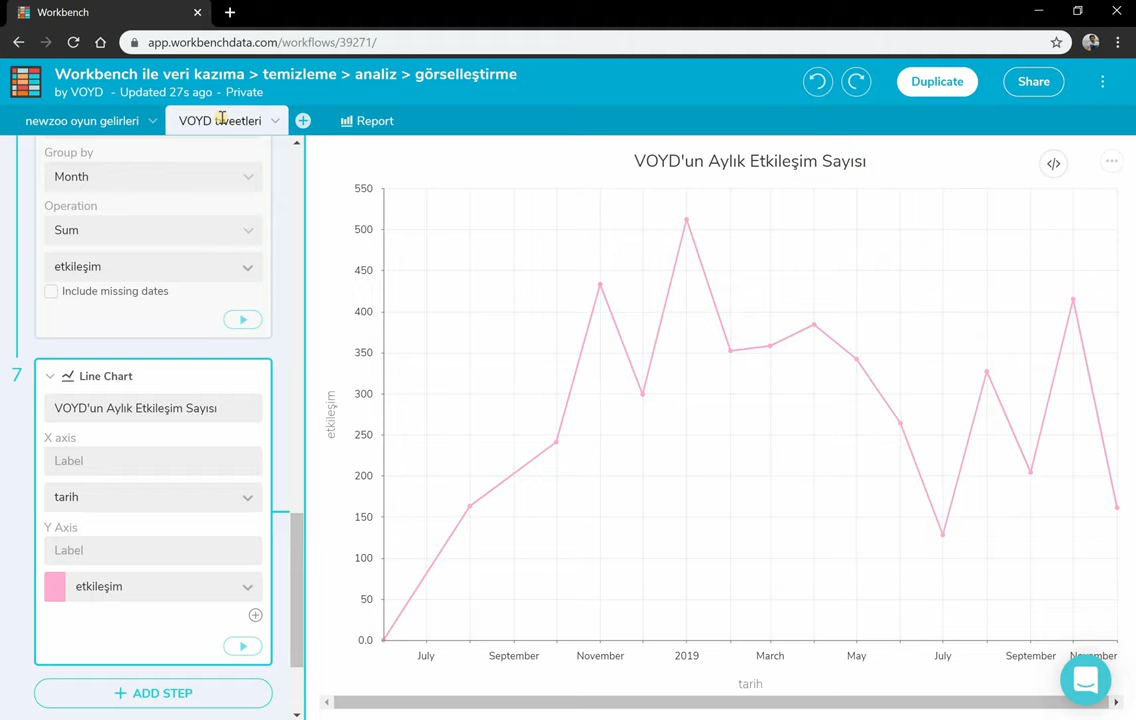 Workbench
app.workbenchdata.com/workflows/39271/
Workbench ile veri kazıma > temizleme > analiz > görselleştirme
by VOYD - Updated 27s ago - Private
Duplicate
Share
newzoo oyun gelirleri
VOYD tweetleri
Report
Group by
Month
Operation
Sum
etkileşim
Include missing dates
7
Line Chart
VOYD'un Aylık Etkileşim Sayısı
X axis
Label
tarih
Y Axis
Label
etkileşim
ADD STEP
VOYD'un Aylık Etkileşim Sayısı
550
500
450
400
350
300
250
200
150
100
50
0.0
etkileşim
July September November 2019 March May July September November
tarih